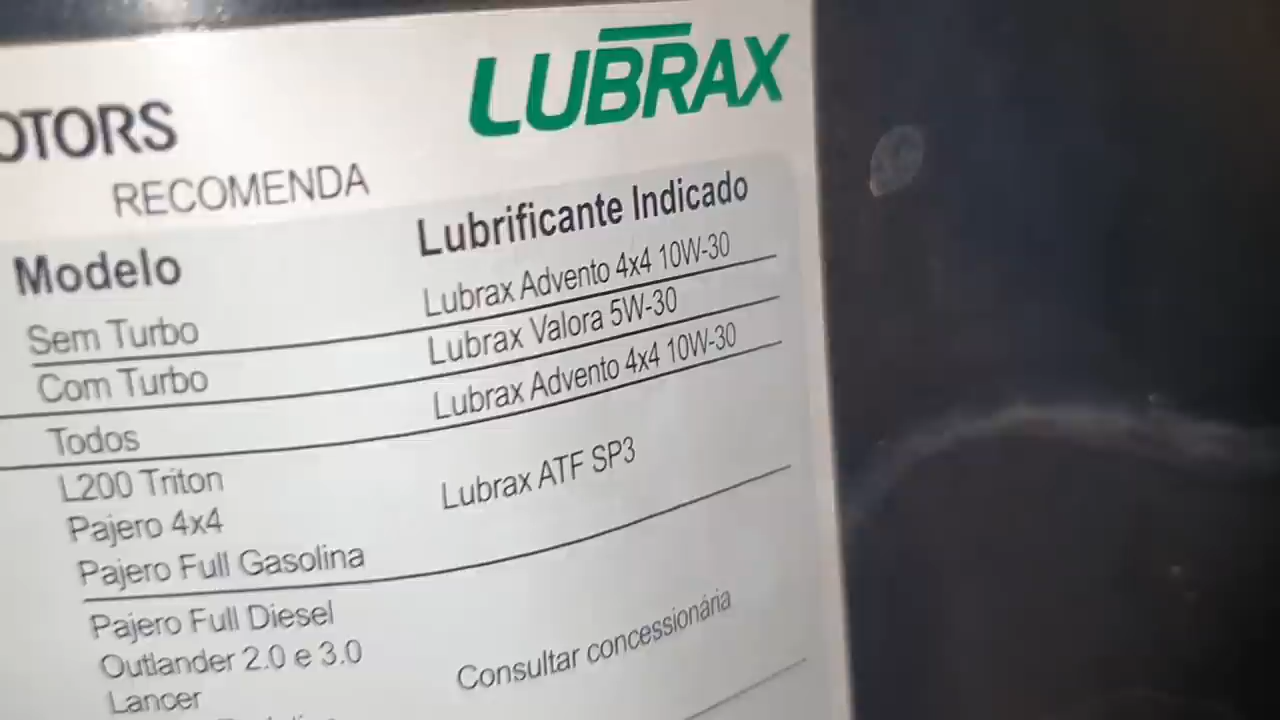 LUBRAX
OTORS
RECOMENDA
Modelo Lubrificante Indicado
Sem Turbo Lubrax Advento 4x4 10W-30
Com Turbo Lubrax Valora 5W-30
Todos Lubrax Advento 4x4 10W-30
L200 Triton
Pajero 4x4 Lubrax ATF SP3
Pajero Full Gasolina
Pajero Full Diesel
Outlander 2.0 e 3.0 Consultar concessionária
Lancer